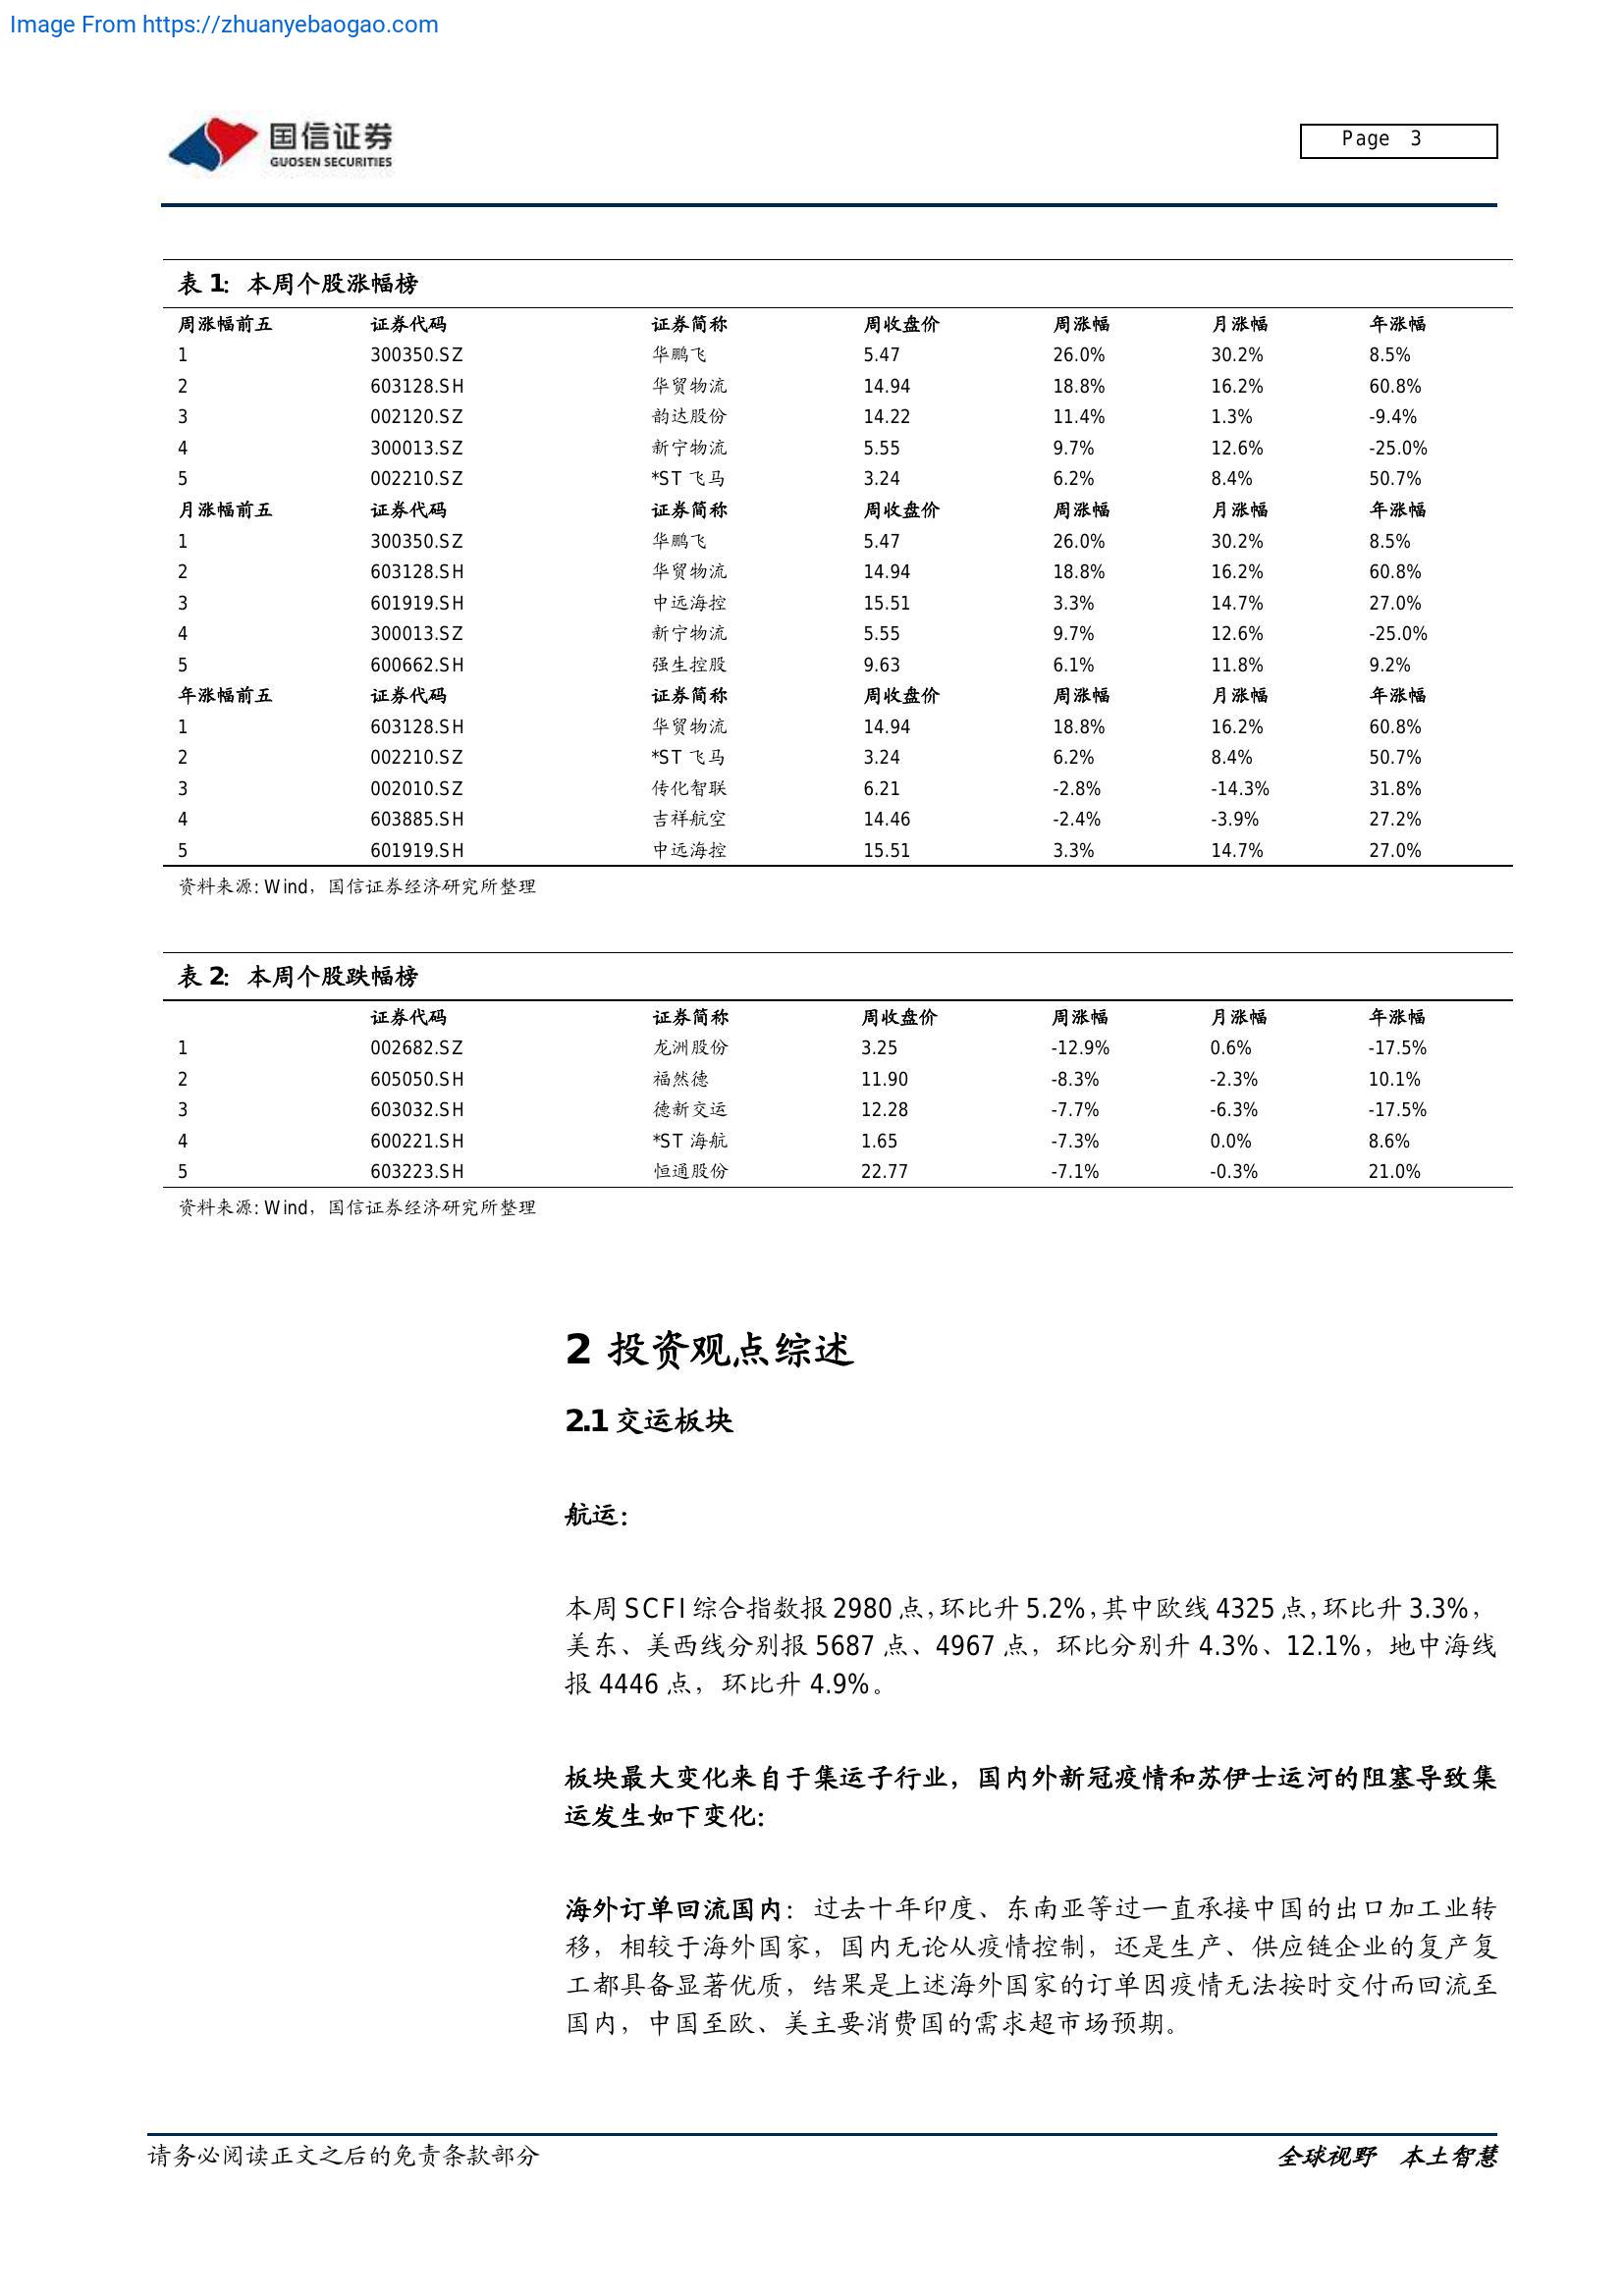 Image From https://zhuanyebaogao.com
国信证券
GUOSEN SECURITIES
Page 3
表 1：本周个股涨幅榜
周涨幅前五 证券代码 证券简称 周收盘价 周涨幅 月涨幅 年涨幅
1 300350.SZ 华鹏飞 5.47 26.0% 30.2% 8.5%
2 603128.SH 华贸物流 14.94 18.8% 16.2% 60.8%
3 002120.SZ 韵达股份 14.22 11.4% 1.3% -9.4%
4 300013.SZ 新宁物流 5.55 9.7% 12.6% -25.0%
5 002210.SZ *ST 飞马 3.24 6.2% 8.4% 50.7%
月涨幅前五 证券代码 证券简称 周收盘价 周涨幅 月涨幅 年涨幅
1 300350.SZ 华鹏飞 5.47 26.0% 30.2% 8.5%
2 603128.SH 华贸物流 14.94 18.8% 16.2% 60.8%
3 601919.SH 中远海控 15.51 3.3% 14.7% 27.0%
4 300013.SZ 新宁物流 5.55 9.7% 12.6% -25.0%
5 600662.SH 强生控股 9.63 6.1% 11.8% 9.2%
年涨幅前五 证券代码 证券简称 周收盘价 周涨幅 月涨幅 年涨幅
1 603128.SH 华贸物流 14.94 18.8% 16.2% 60.8%
2 002210.SZ *ST 飞马 3.24 6.2% 8.4% 50.7%
3 002010.SZ 传化智联 6.21 -2.8% -14.3% 31.8%
4 603885.SH 吉祥航空 14.46 -2.4% -3.9% 27.2%
5 601919.SH 中远海控 15.51 3.3% 14.7% 27.0%
资料来源：Wind，国信证券经济研究所整理
表 2：本周个股跌幅榜
证券代码 证券简称 周收盘价 周涨幅 月涨幅 年涨幅
1 002682.SZ 龙洲股份 3.25 -12.9% 0.6% -17.5%
2 605050.SH 福然德 11.90 -8.3% -2.3% 10.1%
3 603032.SH 德新交运 12.28 -7.7% -6.3% -17.5%
4 600221.SH *ST 海航 1.65 -7.3% 0.0% 8.6%
5 603223.SH 恒通股份 22.77 -7.1% -0.3% 21.0%
资料来源：Wind，国信证券经济研究所整理
2 投资观点综述
2.1 交运板块
航运：
本周 SCFI 综合指数报 2980 点，环比升 5.2%，其中欧线 4325 点，环比升 3.3%，
美东、美西线分别报 5687 点、4967 点，环比分别升 4.3%、12.1%，地中海线
报 4446 点，环比升 4.9%。
板块最大变化来自于集运子行业，国内外新冠疫情和苏伊士运河的阻塞导致集
运发生如下变化：
海外订单回流国内：过去十年印度、东南亚等过一直承接中国的出口加工业转
移，相较于海外国家，国内无论从疫情控制，还是生产、供应链企业的复产复
工都具备显著优质，结果是上述海外国家的订单因疫情无法按时交付而回流至
国内，中国至欧、美主要消费国的需求超市场预期。
请务必阅读正文之后的免责条款部分
全球视野 本土智慧